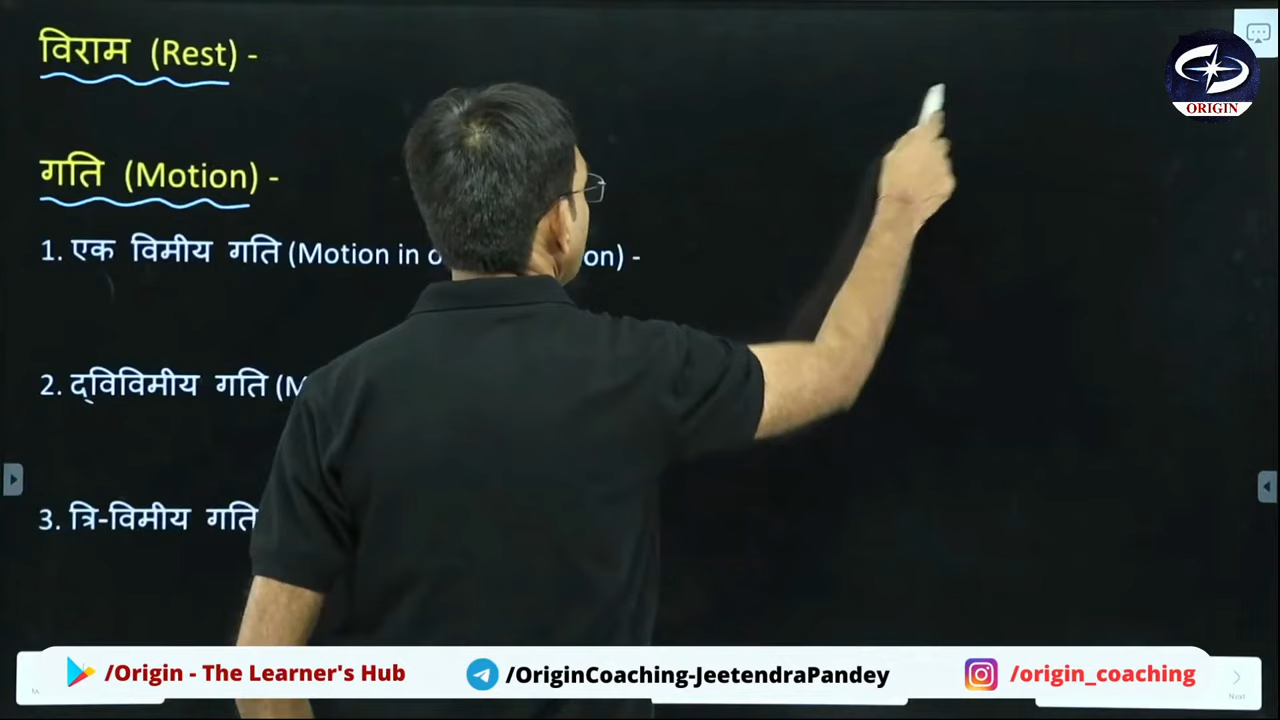 विराम (Rest) -
ORIGIN
गति (Motion) -
1. एक विमीय गति (Motion in on) -
2. द्विविमीय गति (M
3. त्रि-विमीय गति
/Origin - The Learner's Hub
/OriginCoaching-JeetendraPandey
/origin_coaching
Next